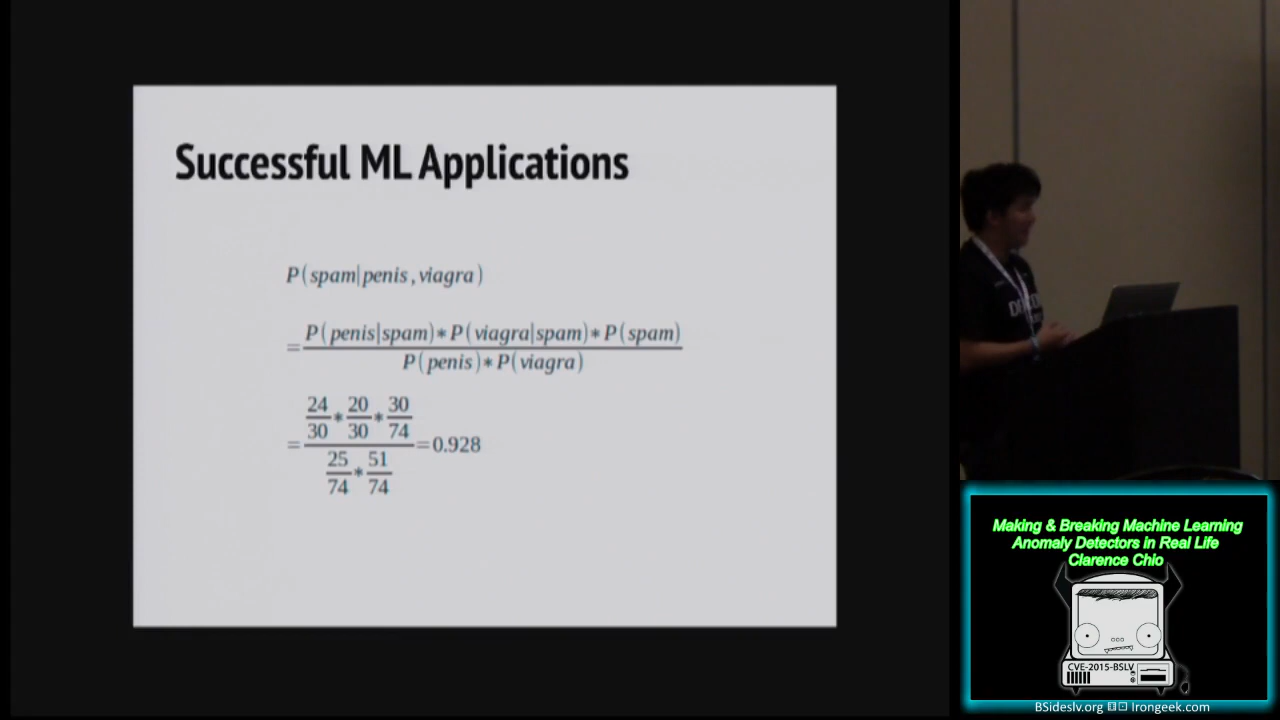 Successful ML Applications
P(spam|penis,viagra)
= P(penis|spam)*P(viagra|spam)*P(spam)
P(penis)*P(viagra)
= 24/30 * 20/30 * 30/74 = 0.928
25/74 * 51/74
Making & Breaking Machine Learning
Anomaly Detectors in Real Life
Clarence Chio
CVE-2015-BSLV
BSideslv.org Irongeek.com